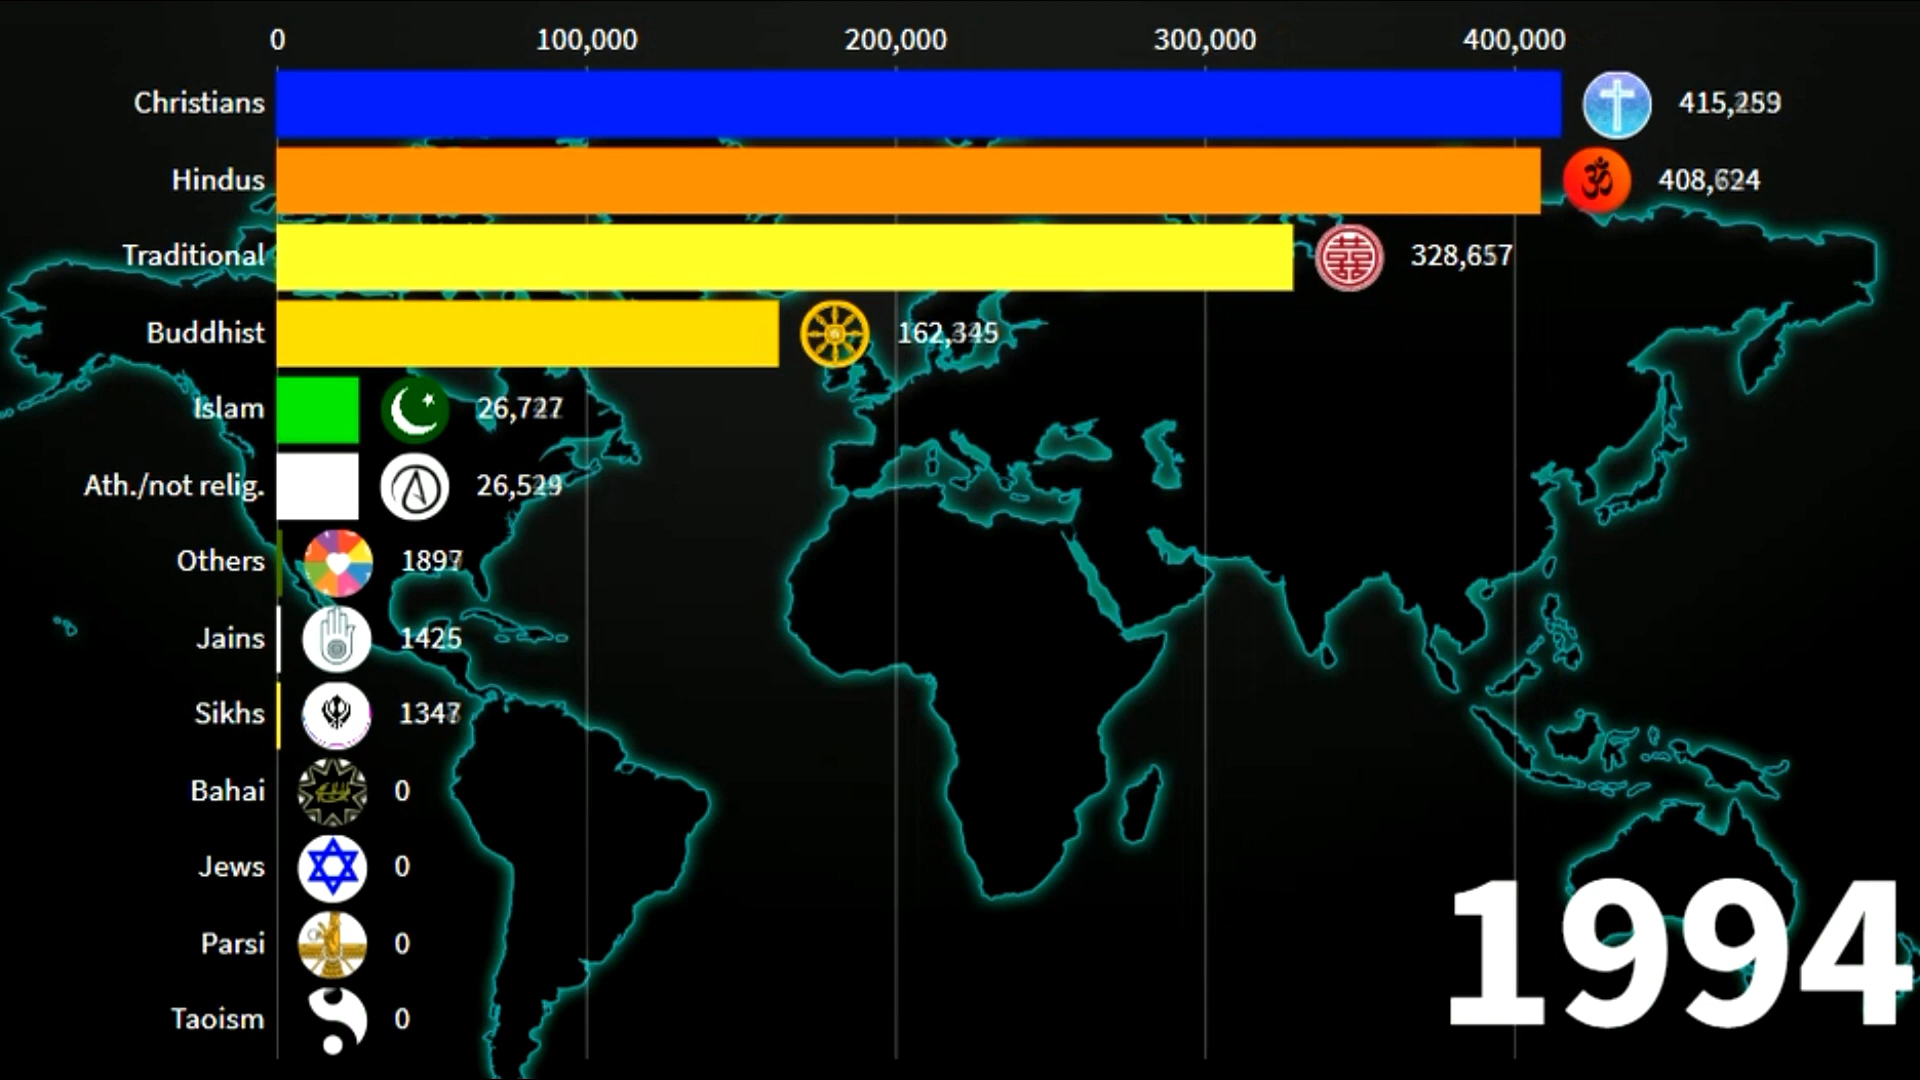 0 100,000 200,000 300,000 400,000
Christians 415,259
Hindus 408,624
Traditional 328,657
Buddhist 162,345
Islam 26,727
Ath./not relig. 26,529
Others 1897
Jains 1425
Sikhs 1347
Bahai 0
Jews 0
Parsi 0
Taoism 0
1994